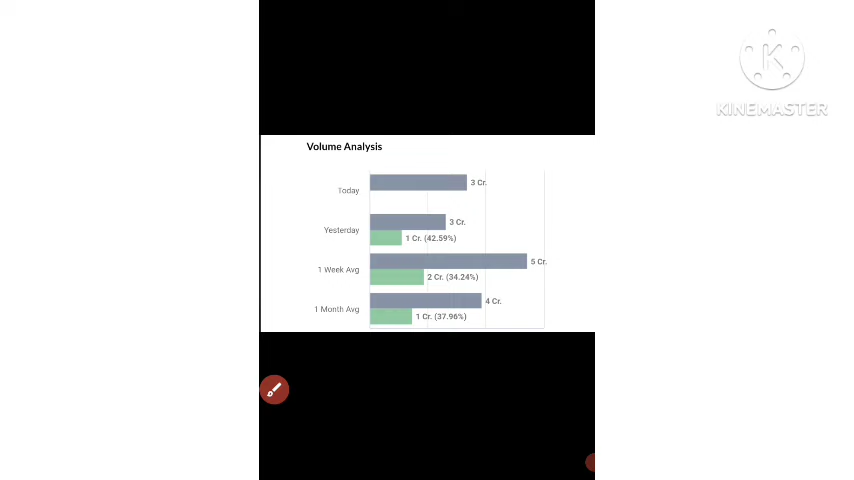 KINEMASTER
Volume Analysis
Today
3 Cr.
Yesterday
3 Cr.
1 Cr. (42.59%)
1 Week Avg
5 Cr.
2 Cr. (34.24%)
1 Month Avg
4 Cr.
1 Cr. (37.96%)